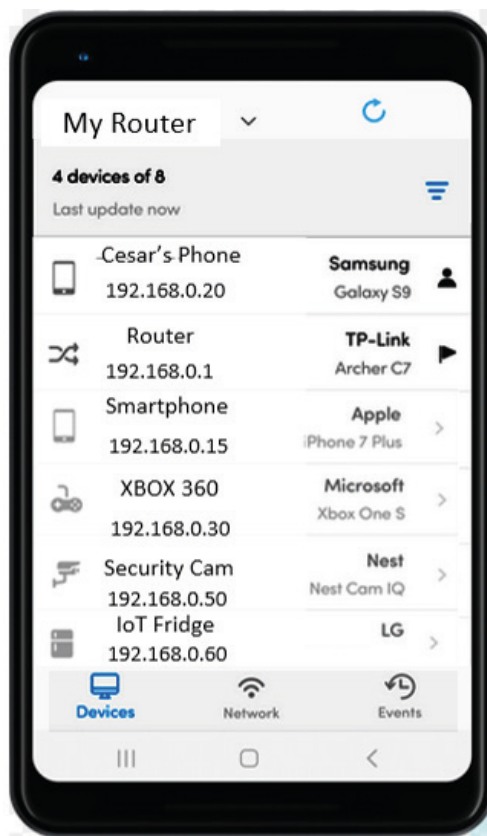 My Router
4 devices of 8
Last update now
Cesar's Phone
Samsung
192.168.0.20
Galaxy S9
Router
TP-Link
192.168.0.1
Archer C7
Smartphone
Apple
192.168.0.15
iPhone 7 Plus
XBOX 360
Microsoft
192.168.0.30
Xbox One S
Security Cam
Nest
192.168.0.50
Nest Cam IQ
IoT Fridge
LG
192.168.0.60
Devices
Network
Events